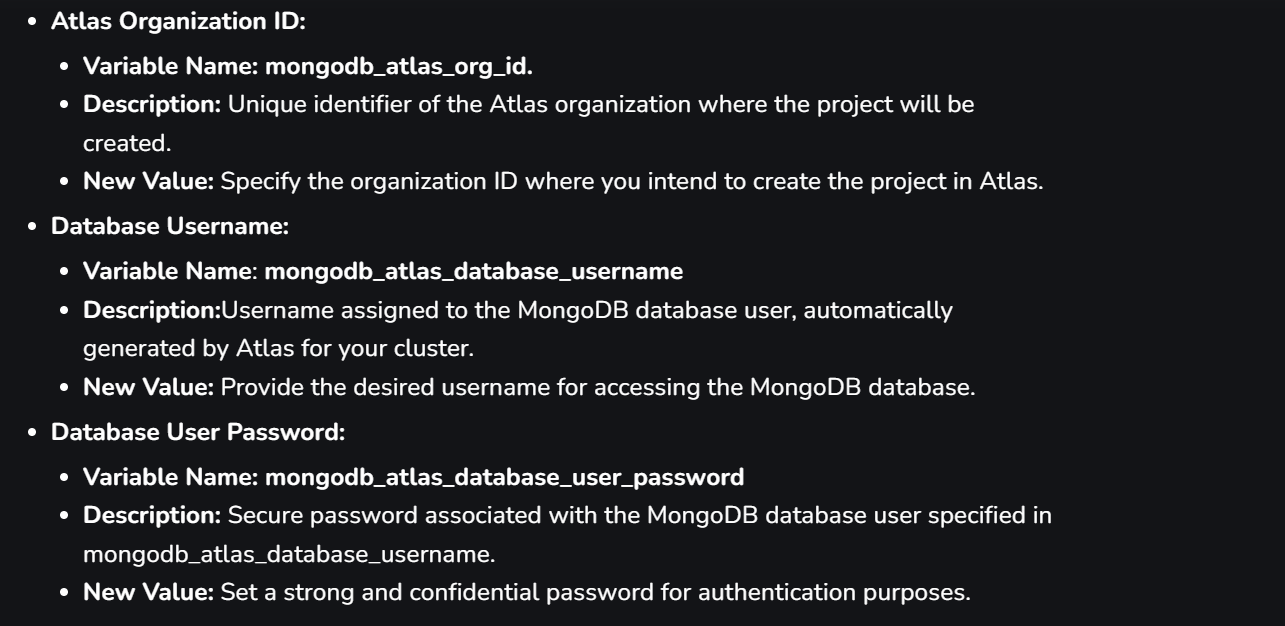 Atlas Organization ID:
Variable Name: mongodb_atlas_org_id.
Description: Unique identifier of the Atlas organization where the project will be
created.
New Value: Specify the organization ID where you intend to create the project in Atlas.
Database Username:
Variable Name: mongodb_atlas_database_username
Description:Username assigned to the MongoDB database user, automatically
generated by Atlas for your cluster.
New Value: Provide the desired username for accessing the MongoDB database.
Database User Password:
Variable Name: mongodb_atlas_database_user_password
Description: Secure password associated with the MongoDB database user specified in
mongodb_atlas_database_username.
New Value: Set a strong and confidential password for authentication purposes.